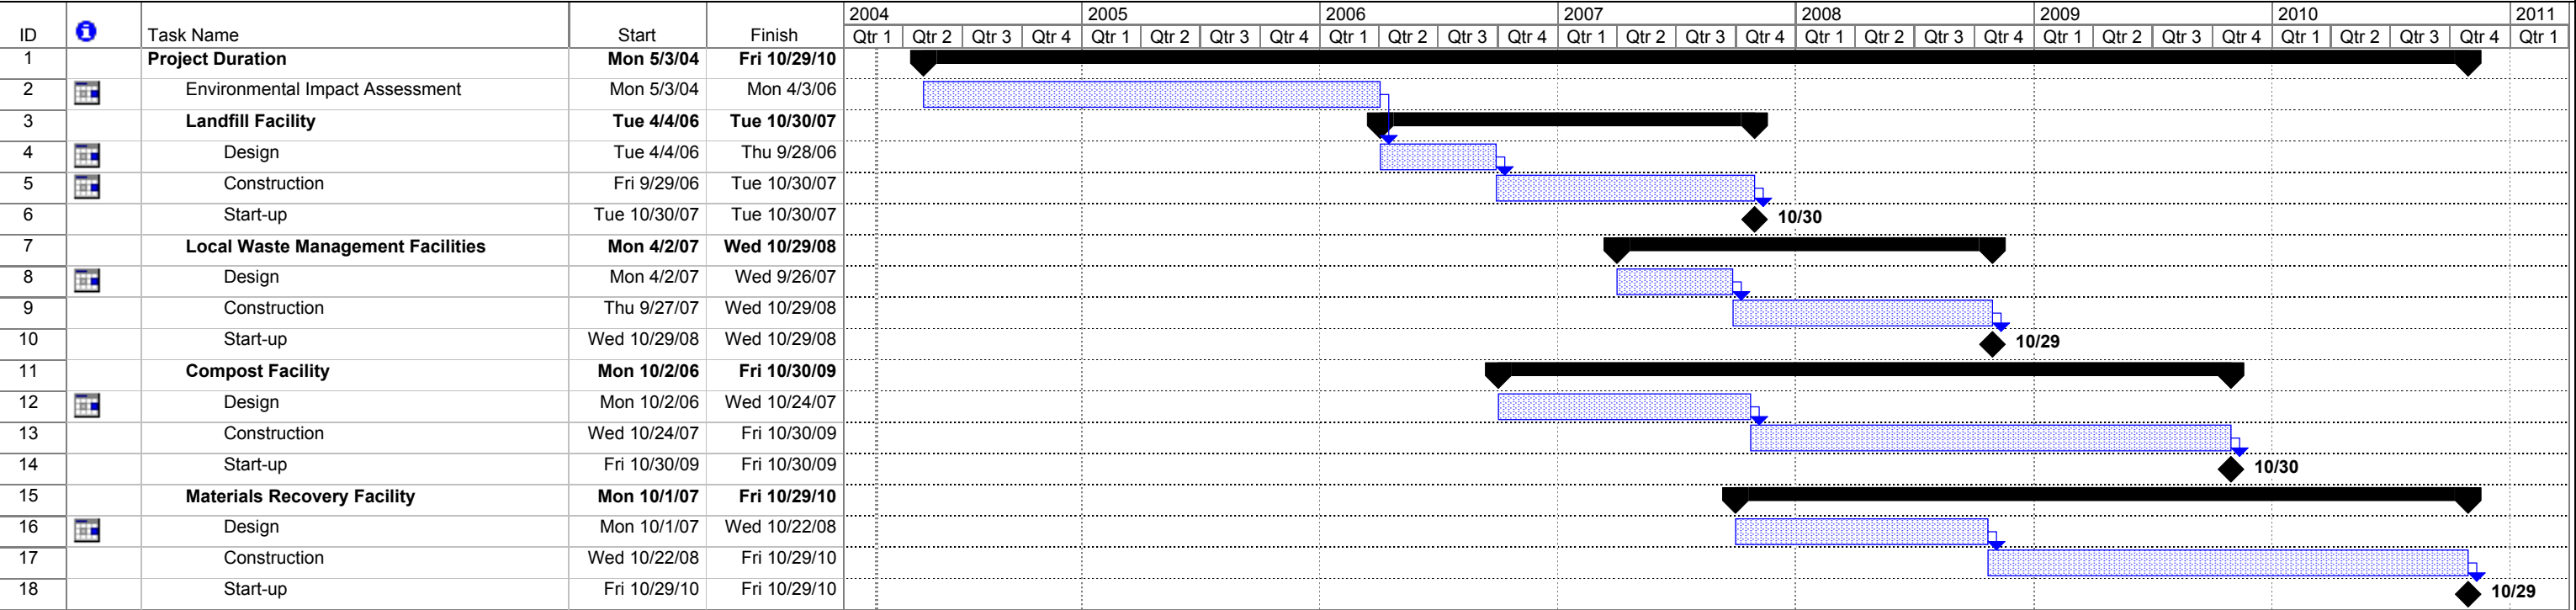 2004 2005 2006 2007 2008 2009 2010 2011
ID i Task Name Start Finish Qtr 1 Qtr 2 Qtr 3 Qtr 4 Qtr 1 Qtr 2 Qtr 3 Qtr 4 Qtr 1 Qtr 2 Qtr 3 Qtr 4 Qtr 1 Qtr 2 Qtr 3 Qtr 4 Qtr 1 Qtr 2 Qtr 3 Qtr 4 Qtr 1 Qtr 2 Qtr 3 Qtr 4 Qtr 1 Qtr 2 Qtr 3 Qtr 4 Qtr 1
1 Project Duration Mon 5/3/04 Fri 10/29/10
2 Environmental Impact Assessment Mon 5/3/04 Mon 4/3/06
3 Landfill Facility Tue 4/4/06 Tue 10/30/07
4 Design Tue 4/4/06 Thu 9/28/06
5 Construction Fri 9/29/06 Tue 10/30/07
6 Start-up Tue 10/30/07 Tue 10/30/07 10/30
7 Local Waste Management Facilities Mon 4/2/07 Wed 10/29/08
8 Design Mon 4/2/07 Wed 9/26/07
9 Construction Thu 9/27/07 Wed 10/29/08
10 Start-up Wed 10/29/08 Wed 10/29/08 10/29
11 Compost Facility Mon 10/2/06 Fri 10/30/09
12 Design Mon 10/2/06 Wed 10/24/07
13 Construction Wed 10/24/07 Fri 10/30/09
14 Start-up Fri 10/30/09 Fri 10/30/09 10/30
15 Materials Recovery Facility Mon 10/1/07 Fri 10/29/10
16 Design Mon 10/1/07 Wed 10/22/08
17 Construction Wed 10/22/08 Fri 10/29/10
18 Start-up Fri 10/29/10 Fri 10/29/10 10/29